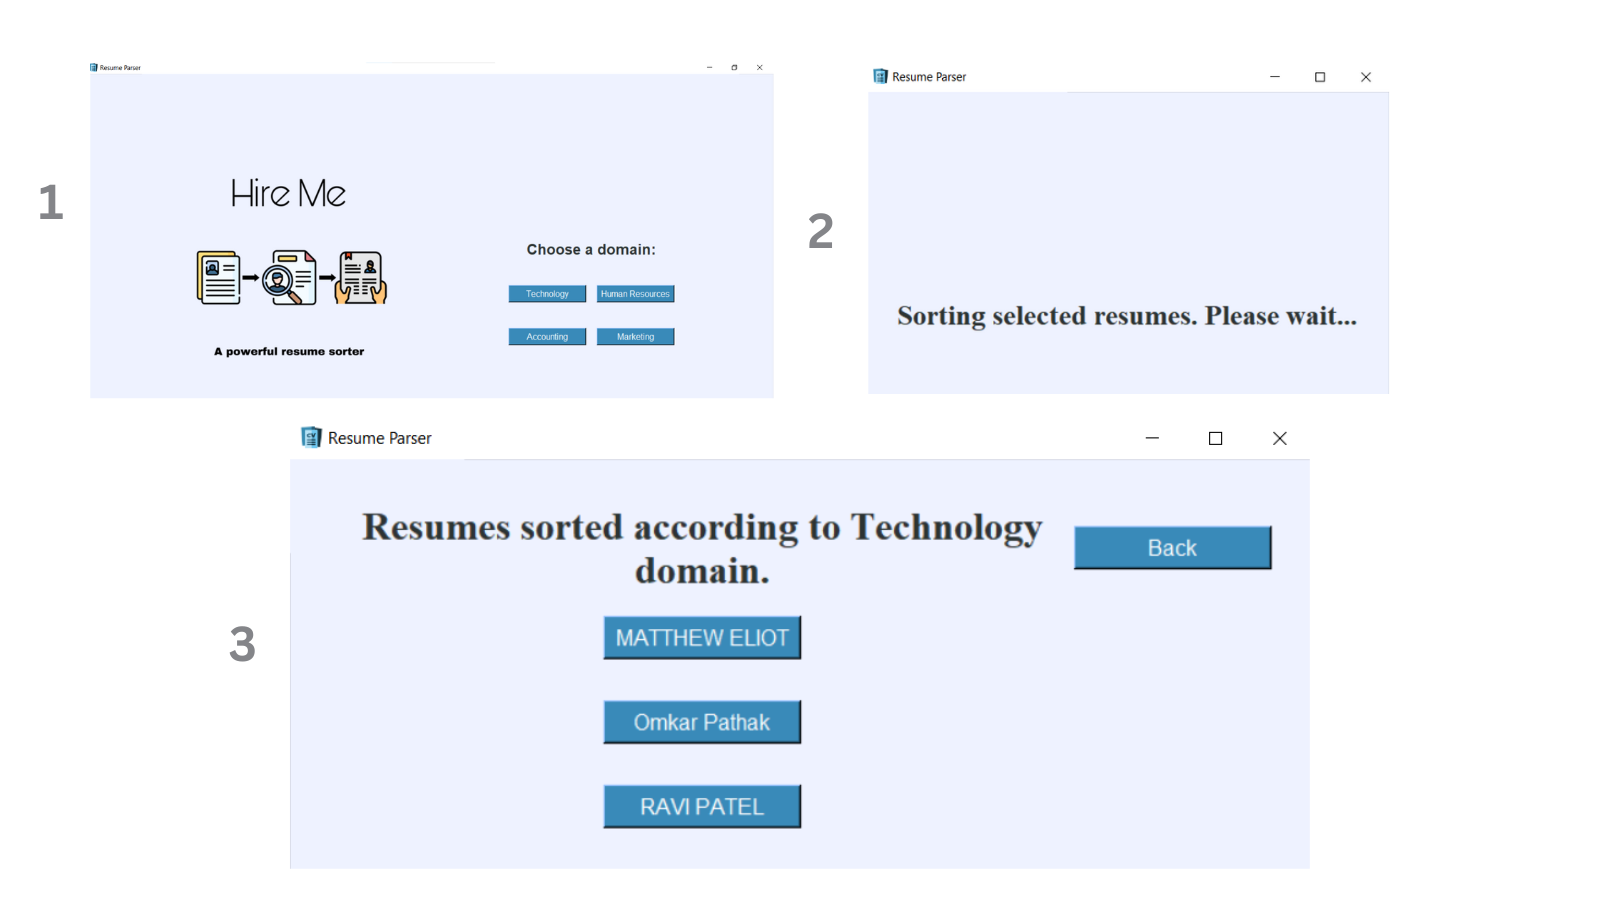 1
Resume Parser
Hire Me
A powerful resume sorter
Choose a domain:
Technology
Human Resources
Accounting
Marketing
2
Resume Parser
Sorting selected resumes. Please wait...
3
CV
Resume Parser
Resumes sorted according to Technology
domain.
Back
MATTHEW ELIOT
Omkar Pathak
RAVI PATEL